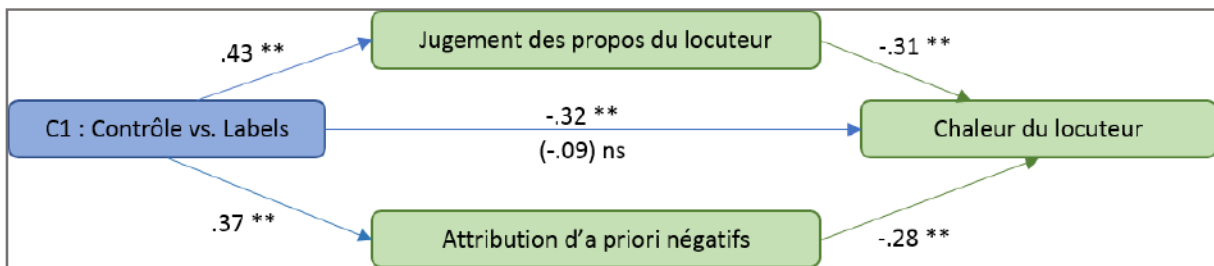 Jugement des propos du locuteur
.43 **
-.31 **
C1 : Contrôle vs. Labels
-.32 **
(-.09) ns
Chaleur du locuteur
.37 **
Attribution d'a priori négatifs
-.28 **